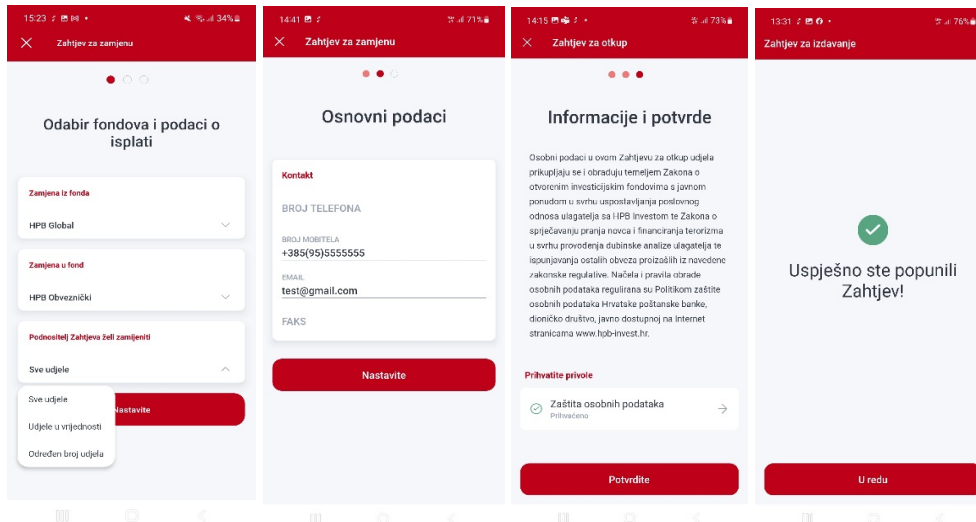 15:23
34%
Zahtjev za zamjenu
Odabir fondova i podaci o
isplati
Zamjena iz fonda
HPB Global
Zamjena u fond
HPB Obveznički
Podnositelj Zahtjeva želi zamijeniti
Sve udjele
Sve udjele
Udjele u vrijednosti
Određen broj udjela
Nastavite
14:41
71%
Zahtjev za zamjenu
Osnovni podaci
Kontakt
BROJ TELEFONA
BROJ MOBITELA
+385(95)5555555
EMAIL
test@gmail.com
FAKS
Nastavite
14:15
73%
Zahtjev za otkup
Informacije i potvrde
Osobni podaci u ovom Zahtjevu za otkup udjela
prikupljaju se i obrađuju temeljem Zakona o
otvorenim investicijskim fondovima s javnom
ponudom u svrhu uspostavljanja poslovnog
odnosa ulagatelja sa HPB Investom te Zakona o
sprječavanju pranja novca i financiranja terorizma
u svrhu provođenja dubinske analize ulagatelja te
ispunjavanja ostalih obveza proizašlih iz navedene
zakonske regulative. Načela i pravila obrade
osobnih podataka regulirana su Politikom zaštite
osobnih podataka Hrvatske poštanske banke,
dioničko društvo, javno dostupnoj na Internet
stranicama www.hpb-invest.hr.
Prihvatite privole
Zaštita osobnih podataka
Prihvaćeno
Potvrdite
13:31
76%
Zahtjev za izdavanje
Uspješno ste popunili
Zahtjev!
U redu